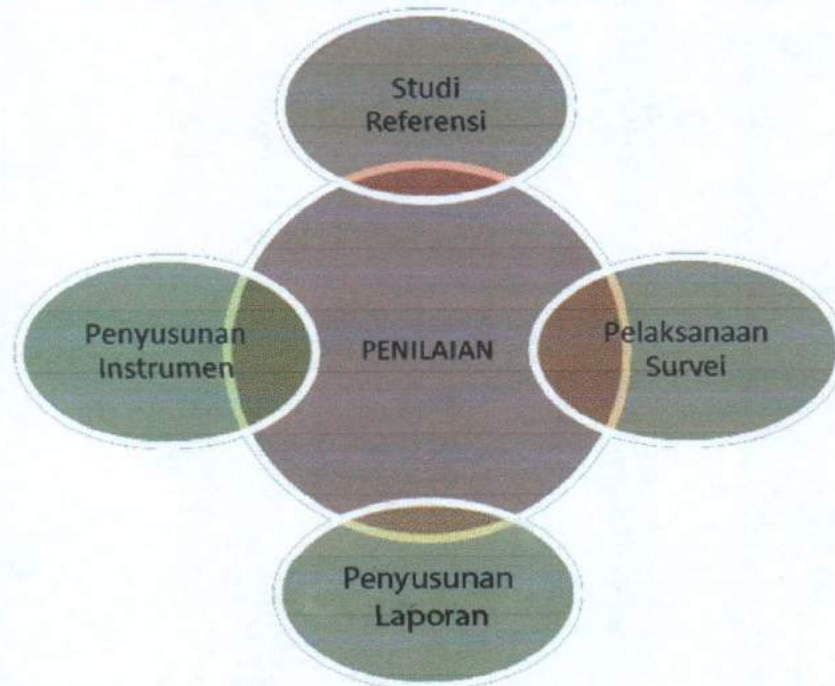 Studi
Referensi
Penyusunan
Instrumen
PENILAIAN
Pelaksanaan
Survei
Penyusunan
Laporan